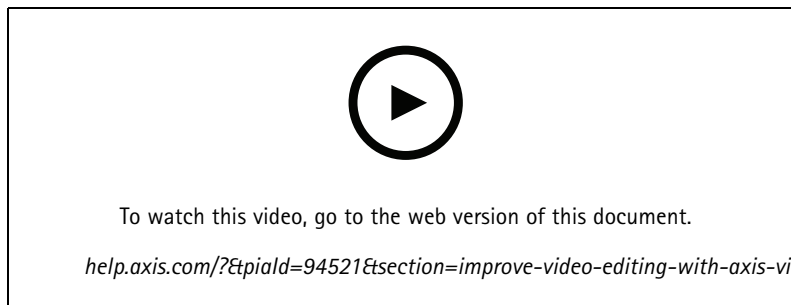 To watch this video, go to the web version of this document.
help.axis.com/?&piaId=94521&section=improve-video-editing-with-axis-vi